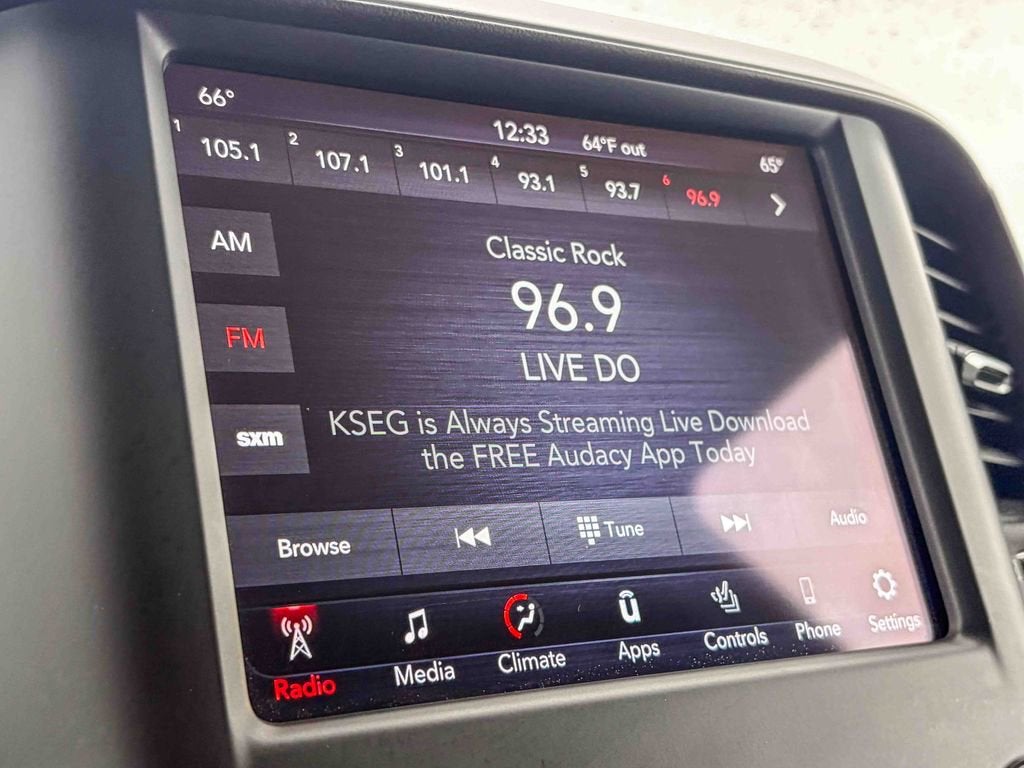 66°
12:33 64°F out
65°
1 105.1
2 107.1
3 101.1
4 93.1
5 93.7
6 96.9
AM
FM
sxm
Classic Rock
96.9
LIVE DO
KSEG is Always Streaming Live Download
the FREE Audacy App Today
Browse
Tune
Audio
Radio
Media
Climate
Apps
Controls
Phone
Settings